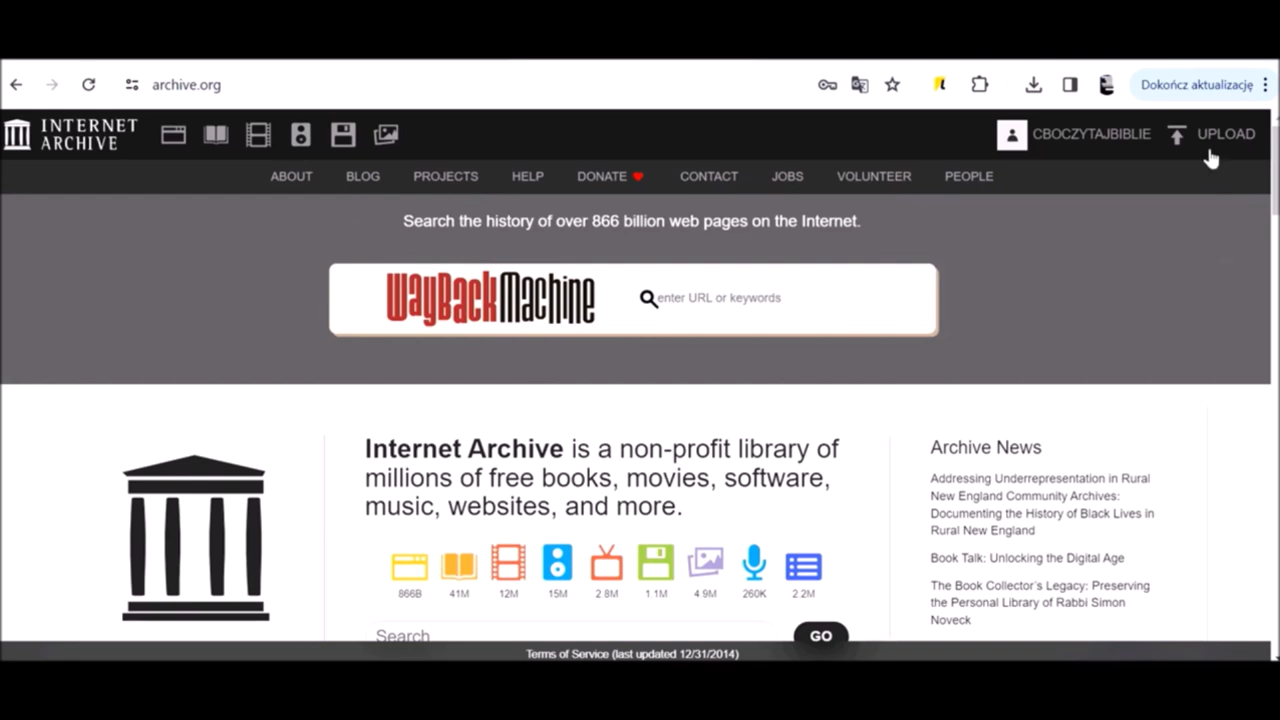 archive.org
Dokończ aktualizację
INTERNET
ARCHIVE
CBOCZYTAJBIBLIE
UPLOAD
ABOUT BLOG PROJECTS HELP DONATE CONTACT JOBS VOLUNTEER PEOPLE
Search the history of over 866 billion web pages on the Internet.
WayBackMachine
enter URL or keywords
Internet Archive is a non-profit library of
millions of free books, movies, software,
music, websites, and more.
866B 41M 12M 15M 2.8M 1.1M 4.9M 260K 2.2M
Search
GO
Archive News
Addressing Underrepresentation in Rural
New England Community Archives:
Documenting the History of Black Lives in
Rural New England
Book Talk: Unlocking the Digital Age
The Book Collector's Legacy: Preserving
the Personal Library of Rabbi Simon
Noveck
Terms of Service (last updated 12/31/2014)